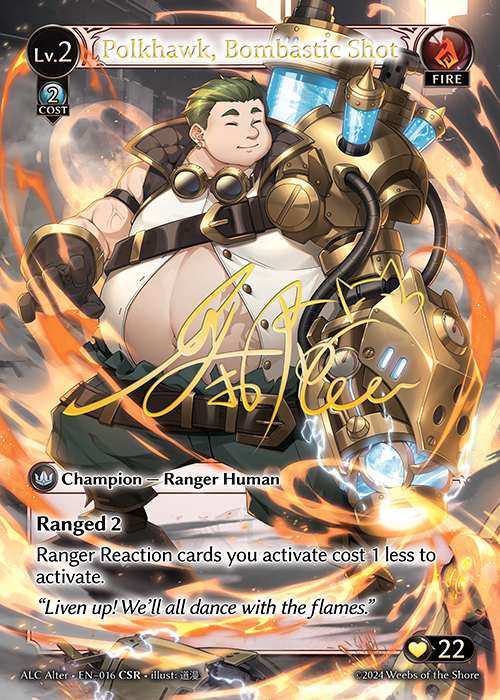 Lv.2
Polkhawk, Bombastic Shot
FIRE
2
COST
Champion — Ranger Human
Ranged 2
Ranger Reaction cards you activate cost 1 less to
activate.
“Liven up! We’ll all dance with the flames.”
22
ALC Alter • EN-016 CSR • illust: 道漫
©2024 Weebs of the Shore